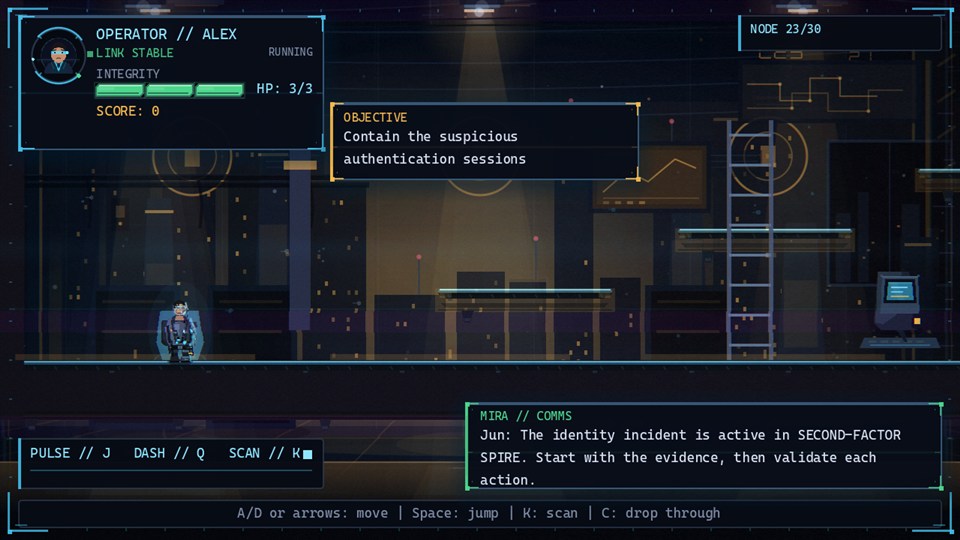 OPERATOR // ALEX
LINK STABLE
RUNNING
INTEGRITY
HP: 3/3
SCORE: 0
NODE 23/30
OBJECTIVE
Contain the suspicious
authentication sessions
MIRA // COMMS
Jun: The identity incident is active in SECOND-FACTOR
SPIRE. Start with the evidence, then validate each
action.
PULSE // J DASH // Q SCAN // K
A/D or arrows: move | Space: jump | K: scan | C: drop through